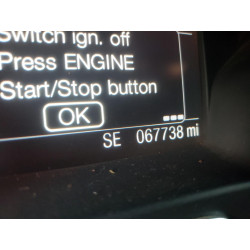 Switch ign. off
Press ENGINE
Start/Stop button
OK
SE 067738 mi